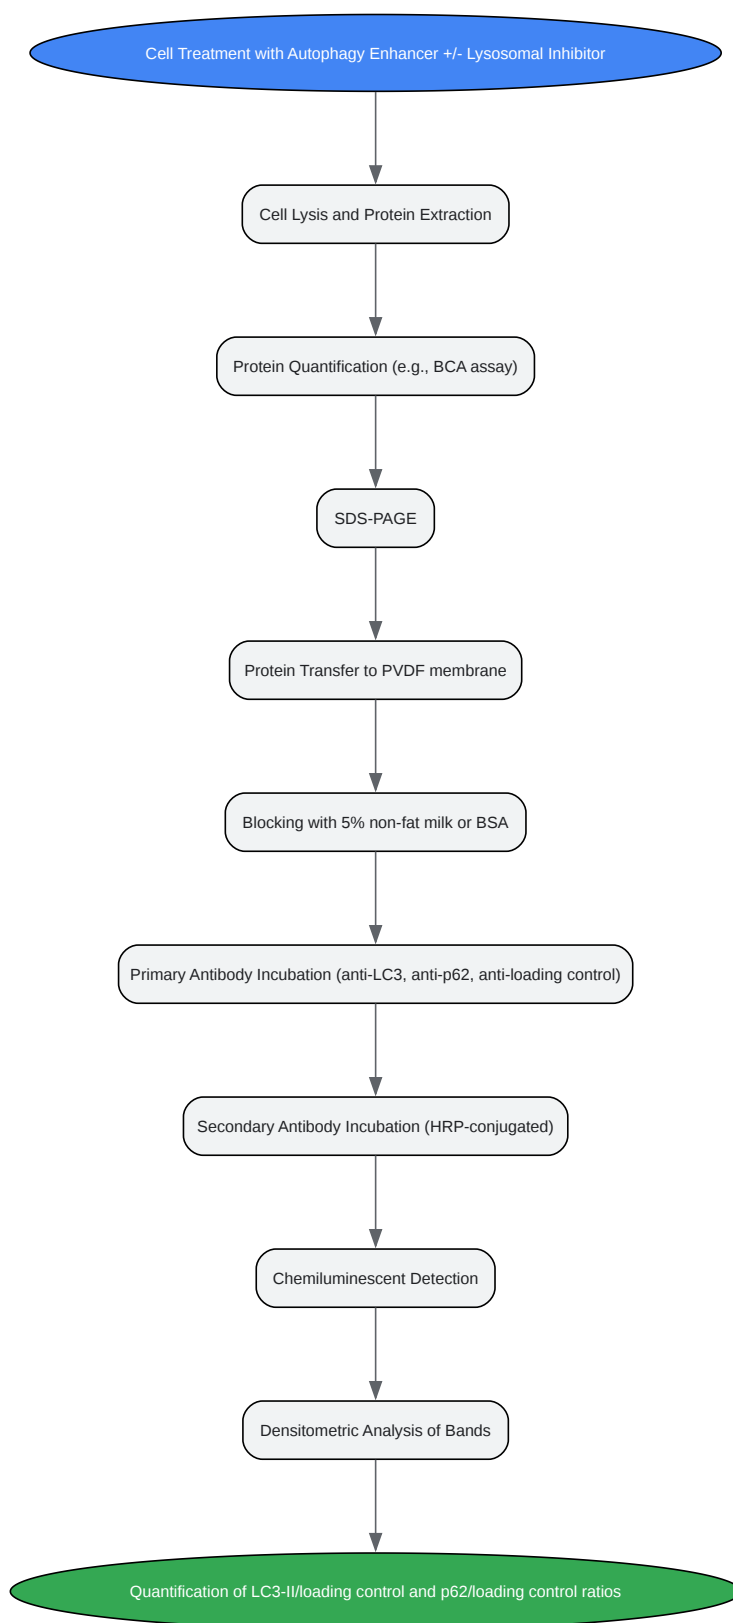 Cell Treatment with Autophagy Enhancer +/- Lysosomal Inhibitor
Cell Lysis and Protein Extraction
Protein Quantification (e.g., BCA assay)
SDS-PAGE
Protein Transfer to PVDF membrane
Blocking with 5% non-fat milk or BSA
Primary Antibody Incubation (anti-LC3, anti-p62, anti-loading control)
Secondary Antibody Incubation (HRP-conjugated)
Chemiluminescent Detection
Densitometric Analysis of Bands
Quantification of LC3-II/loading control and p62/loading control ratios